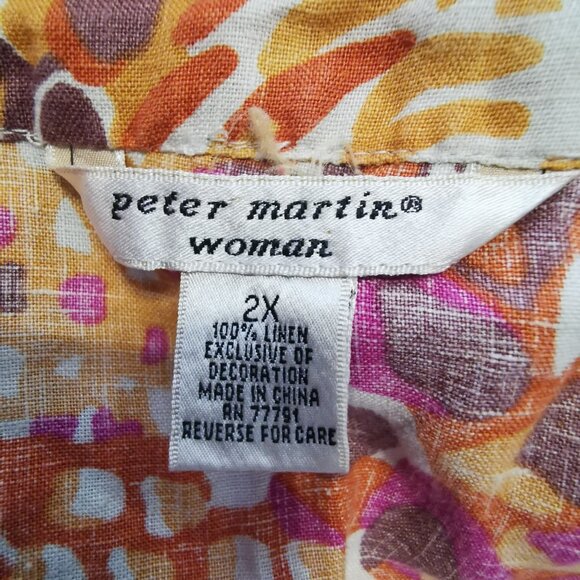 peter martin®
woman
2X
100% LINEN
EXCLUSIVE OF
DECORATION
MADE IN CHINA
RN 77791
REVERSE FOR CARE